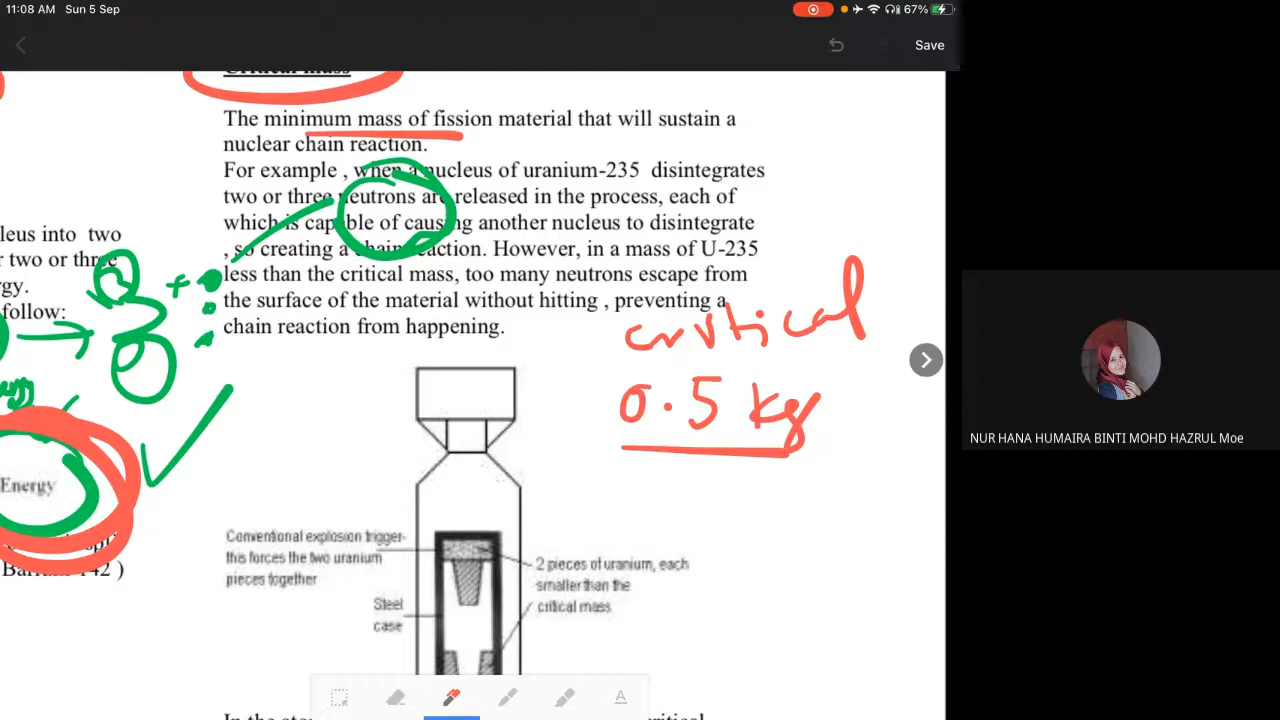 11:08 AM Sun 5 Sep
67%
Save
Critical mass
The minimum mass of fission material that will sustain a
nuclear chain reaction.
For example , when a nucleus of uranium-235 disintegrates
two or three neutrons are released in the process, each of
which is capable of causing another nucleus to disintegrate
, so creating a chain reaction. However, in a mass of U-235
less than the critical mass, too many neutrons escape from
the surface of the material without hitting , preventing a
chain reaction from happening.
leus into two
r two or three
rgy.
follow:
Energy
142 )
critical
0.5 kg
Conventional explosion trigger-
this forces the two uranium
pieces together
Steel
case
2 pieces of uranium, each
smaller than the
critical mass
NUR HANA HUMAIRA BINTI MOHD HAZRUL Moe
A